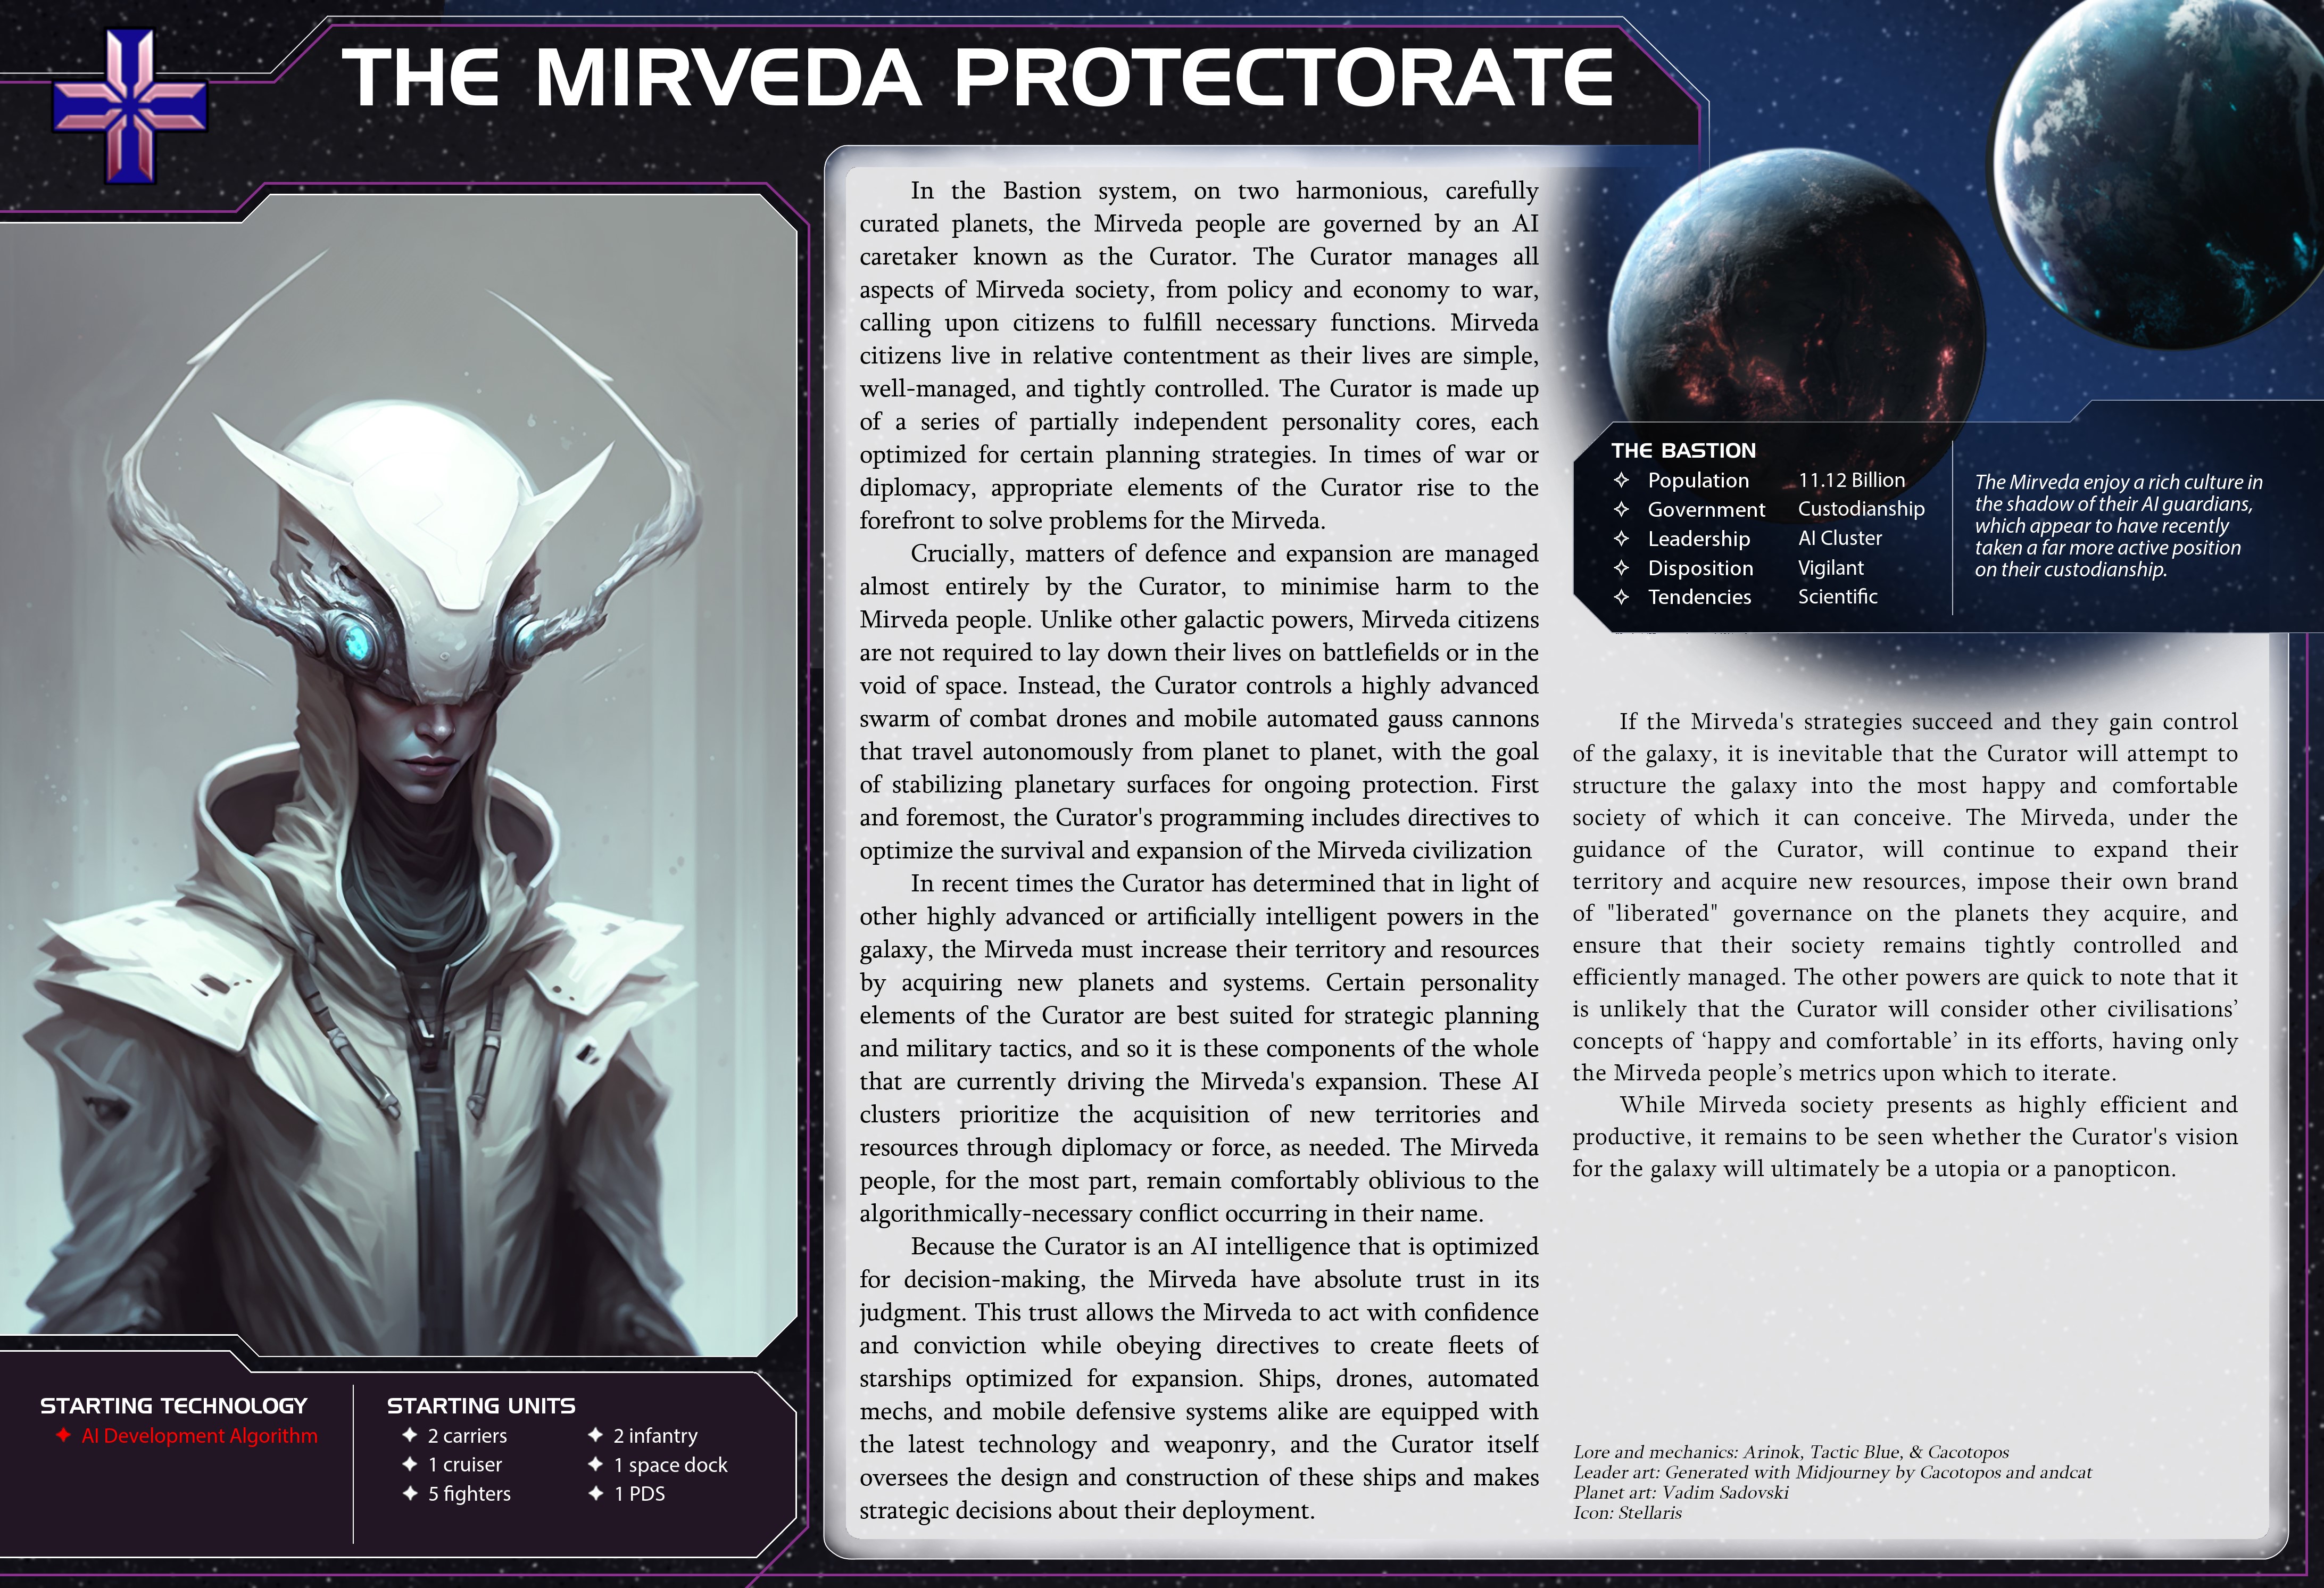 THE MIRVEDA PROTECTORATE
In the Bastion system, on two harmonious, carefully
curated planets, the Mirveda people are governed by an AI
caretaker known as the Curator. The Curator manages all
aspects of Mirveda society, from policy and economy to war,
calling upon citizens to fulfill necessary functions. Mirveda
citizens live in relative contentment as their lives are simple,
well-managed, and tightly controlled. The Curator is made up
of a series of partially independent personality cores, each
optimized for certain planning strategies. In times of war or
diplomacy, appropriate elements of the Curator rise to the
forefront to solve problems for the Mirveda.
Crucially, matters of defence and expansion are managed
almost entirely by the Curator, to minimise harm to the
Mirveda people. Unlike other galactic powers, Mirveda citizens
are not required to lay down their lives on battlefields or in the
void of space. Instead, the Curator controls a highly advanced
swarm of combat drones and mobile automated gauss cannons
that travel autonomously from planet to planet, with the goal
of stabilizing planetary surfaces for ongoing protection. First
and foremost, the Curator's programming includes directives to
optimize the survival and expansion of the Mirveda civilization
In recent times the Curator has determined that in light of
other highly advanced or artificially intelligent powers in the
galaxy, the Mirveda must increase their territory and resources
by acquiring new planets and systems. Certain personality
elements of the Curator are best suited for strategic planning
and military tactics, and so it is these components of the whole
that are currently driving the Mirveda's expansion. These AI
clusters prioritize the acquisition of new territories and
resources through diplomacy or force, as needed. The Mirveda
people, for the most part, remain comfortably oblivious to the
algorithmically-necessary conflict occurring in their name.
Because the Curator is an AI intelligence that is optimized
for decision-making, the Mirveda have absolute trust in its
judgment. This trust allows the Mirveda to act with confidence
and conviction while obeying directives to create fleets of
starships optimized for expansion. Ships, drones, automated
mechs, and mobile defensive systems alike are equipped with
the latest technology and weaponry, and the Curator itself
oversees the design and construction of these ships and makes
strategic decisions about their deployment.
THE BASTION
Population 11.12 Billion
Government Custodianship
Leadership AI Cluster
Disposition Vigilant
Tendencies Scientific
The Mirveda enjoy a rich culture in
the shadow of their AI guardians,
which appear to have recently
taken a far more active position
on their custodianship.
If the Mirveda's strategies succeed and they gain control
of the galaxy, it is inevitable that the Curator will attempt to
structure the galaxy into the most happy and comfortable
society of which it can conceive. The Mirveda, under the
guidance of the Curator, will continue to expand their
territory and acquire new resources, impose their own brand
of "liberated" governance on the planets they acquire, and
ensure that their society remains tightly controlled and
efficiently managed. The other powers are quick to note that it
is unlikely that the Curator will consider other civilisations’
concepts of ‘happy and comfortable’ in its efforts, having only
the Mirveda people’s metrics upon which to iterate.
While Mirveda society presents as highly efficient and
productive, it remains to be seen whether the Curator's vision
for the galaxy will ultimately be a utopia or a panopticon.
Lore and mechanics: Arinok, Tactic Blue, & Cacotopos
Leader art: Generated with Midjourney by Cacotopos and andcat
Planet art: Vadim Sadovski
Icon: Stellaris
STARTING TECHNOLOGY
AI Development Algorithm
STARTING UNITS
2 carriers
1 cruiser
5 fighters
2 infantry
1 space dock
1 PDS